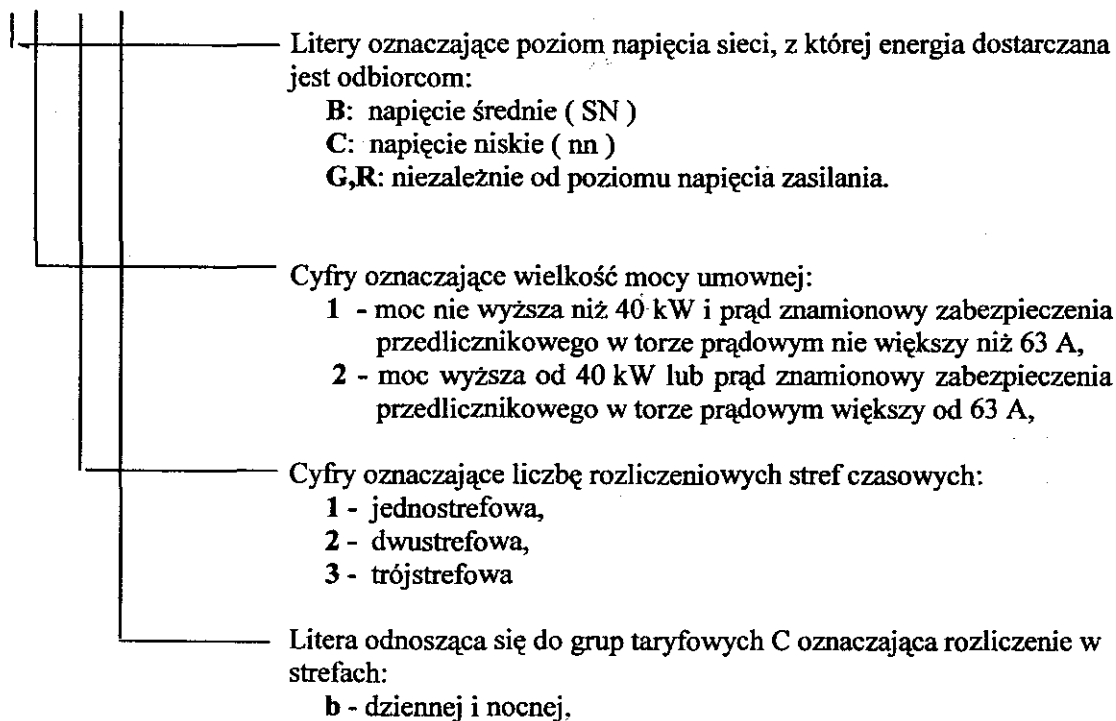 Litery oznaczające poziom napięcia sieci, z której energia dostarczana
jest odbiorcom:
B: napięcie średnie ( SN )
C: napięcie niskie ( nn )
G,R: niezależnie od poziomu napięcia zasilania.
Cyfry oznaczające wielkość mocy umownej:
1 - moc nie wyższa niż 40 kW i prąd znamionowy zabezpieczenia
przedlicznikowego w torze prądowym nie większy niż 63 A,
2 - moc wyższa od 40 kW lub prąd znamionowy zabezpieczenia
przedlicznikowego w torze prądowym większy od 63 A,
Cyfry oznaczające liczbę rozliczeniowych stref czasowych:
1 - jednostrefowa,
2 - dwustrefowa,
3 - trójstrefowa
Litera odnosząca się do grup taryfowych C oznaczająca rozliczenie w
strefach:
b - dziennej i nocnej,